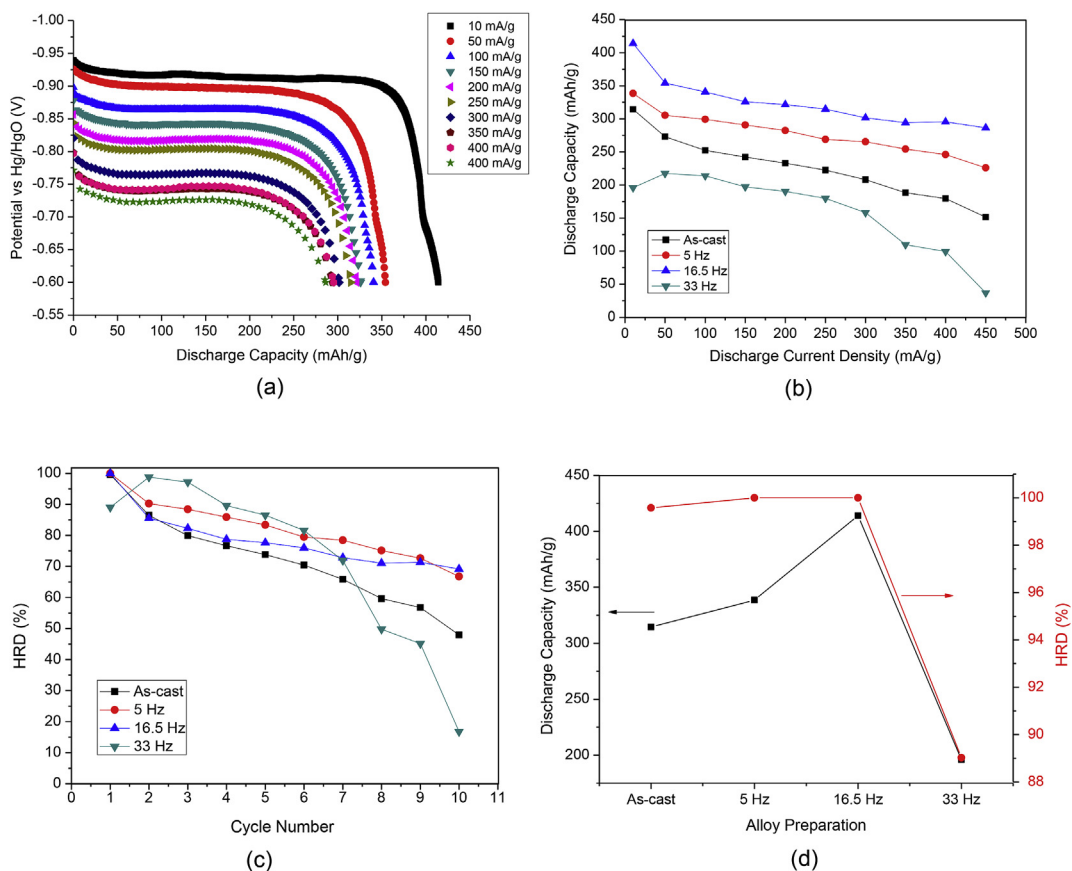 -1.00
-0.95
-0.90
-0.85
-0.80
-0.75
-0.70
-0.65
-0.60
-0.55
Potential vs Hg/HgO (V)
0 50 100 150 200 250 300 350 400 450
Discharge Capacity (mAh/g)
10 mA/g
50 mA/g
100 mA/g
150 mA/g
200 mA/g
250 mA/g
300 mA/g
350 mA/g
400 mA/g
400 mA/g
(a)
450
400
350
300
250
200
150
100
50
0
Discharge Capacity (mAh/g)
As-cast
5 Hz
16.5 Hz
33 Hz
0 50 100 150 200 250 300 350 400 450 500
Discharge Current Density (mA/g)
(b)
100
90
80
70
60
50
40
30
20
10
0
HRD (%)
As-cast
5 Hz
16.5 Hz
33 Hz
0 1 2 3 4 5 6 7 8 9 10 11
Cycle Number
(c)
450
400
350
300
250
200
Discharge Capacity (mAh/g)
100
98
96
94
92
90
88
HRD (%)
As-cast 5 Hz 16.5 Hz 33 Hz
Alloy Preparation
(d)